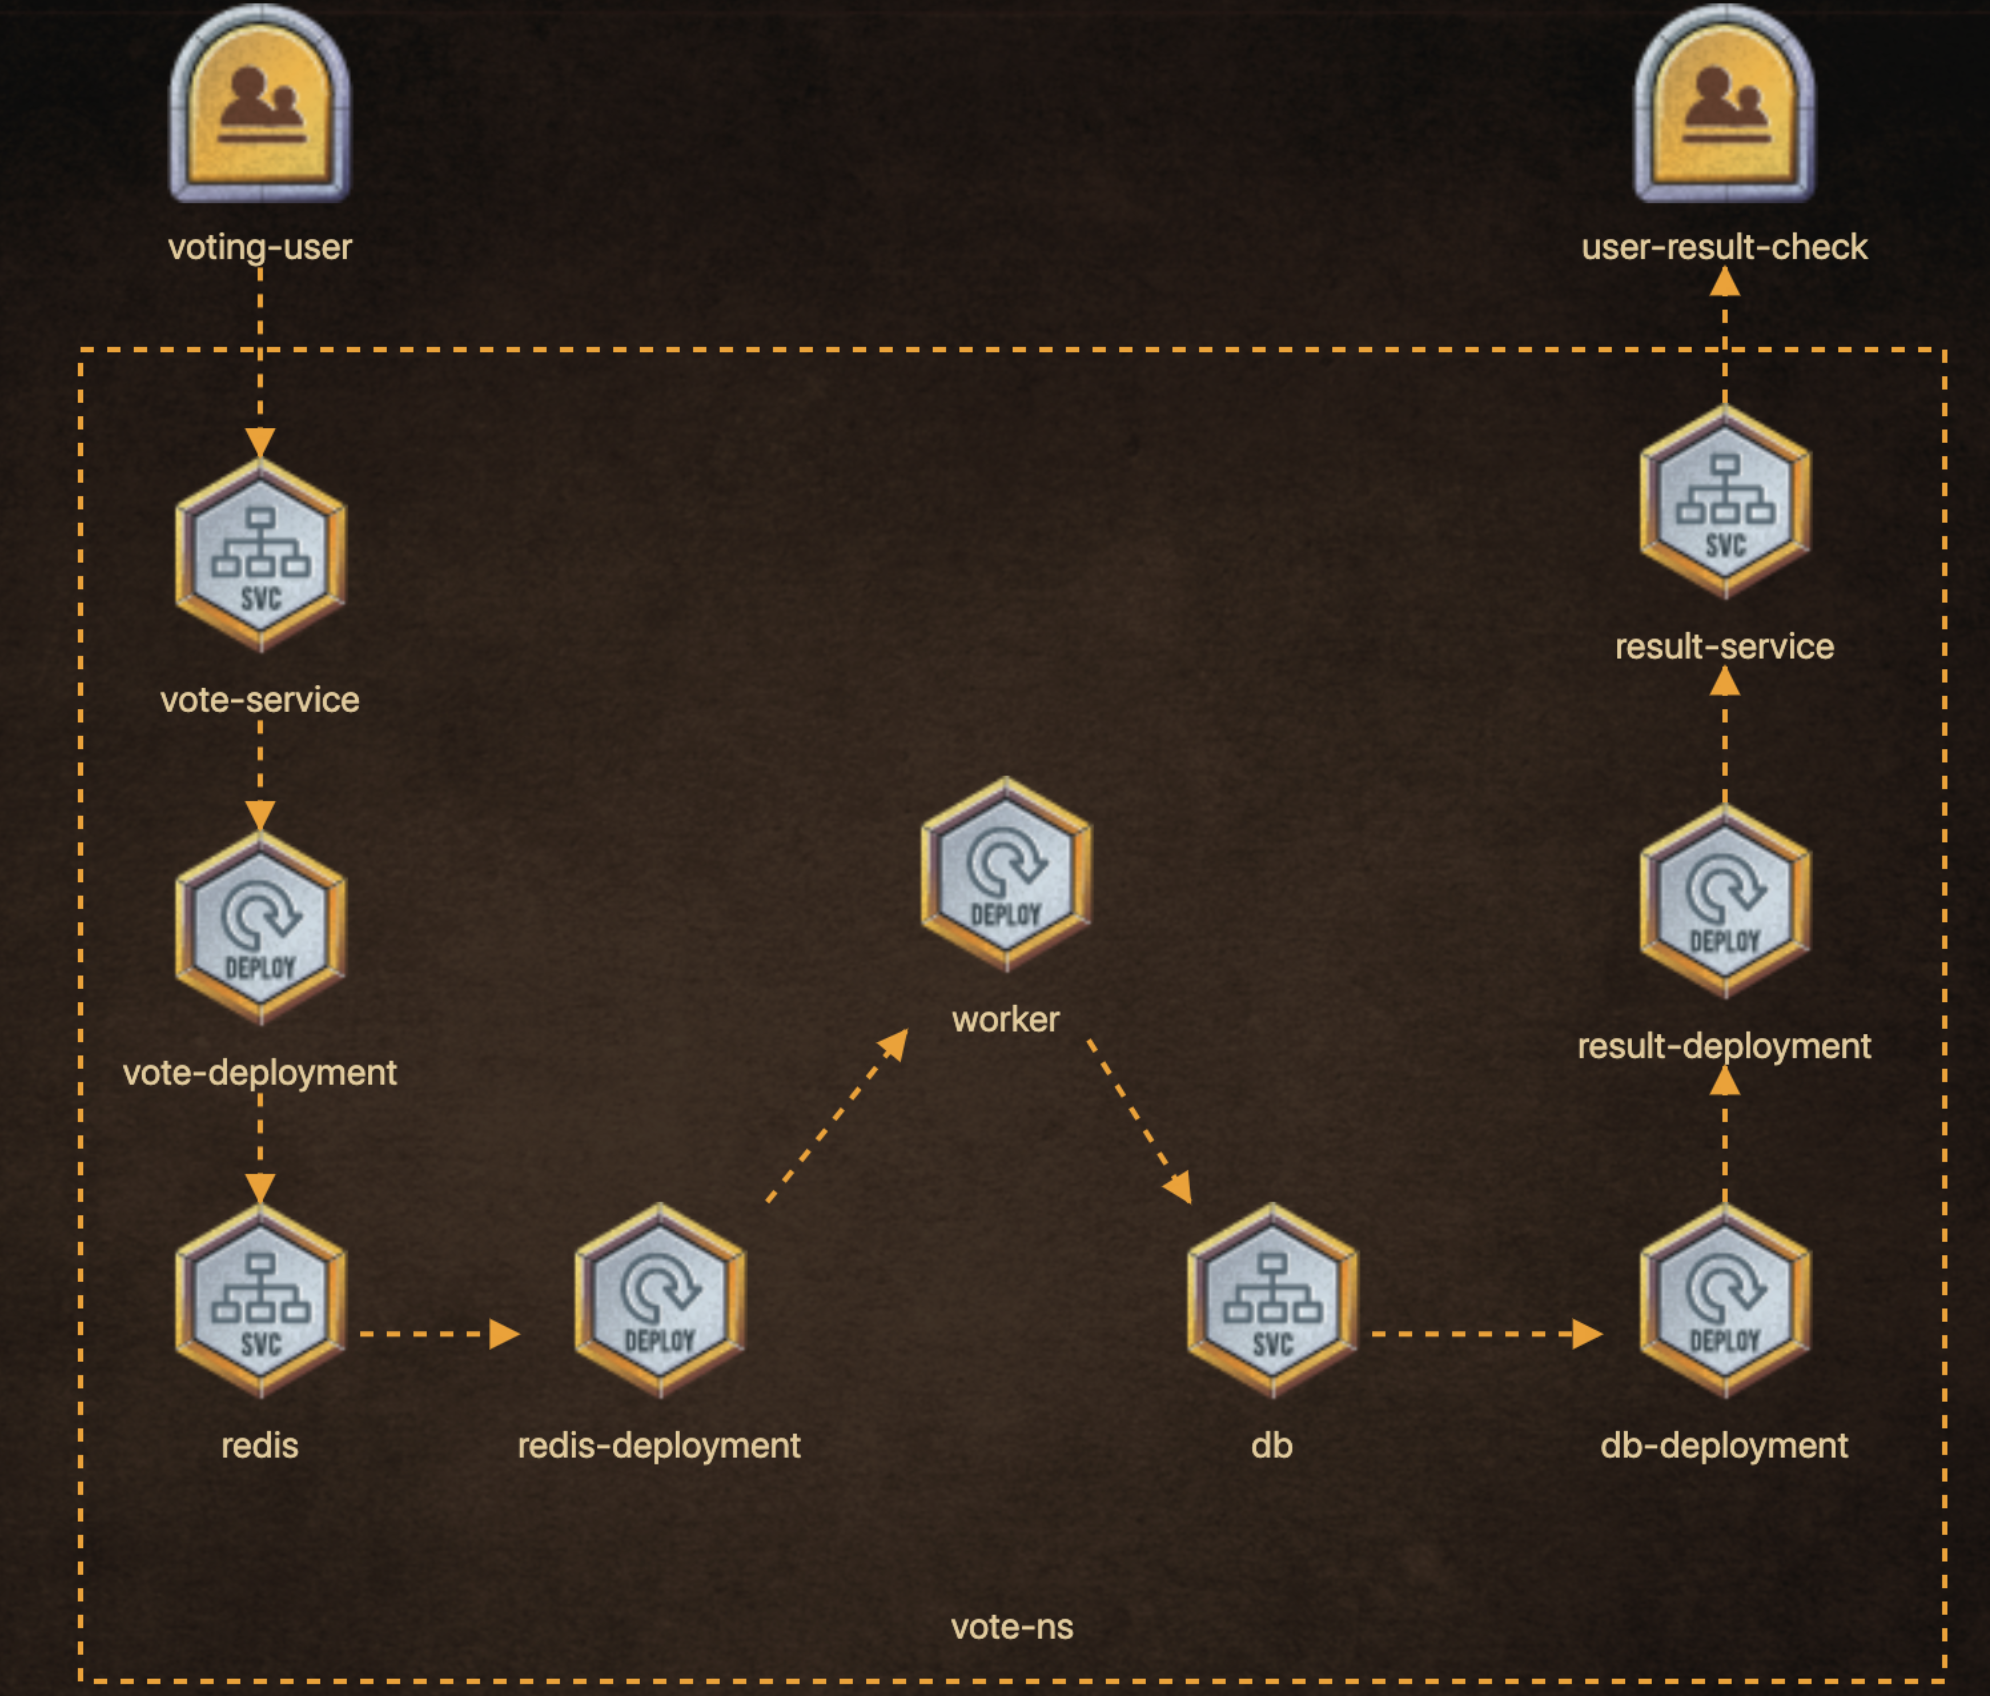 voting-user
user-result-check
SVC
result-service
SVC
vote-service
DEPLOY
worker
DEPLOY
result-deployment
DEPLOY
vote-deployment
SVC
redis
DEPLOY
redis-deployment
SVC
db
DEPLOY
db-deployment
vote-ns